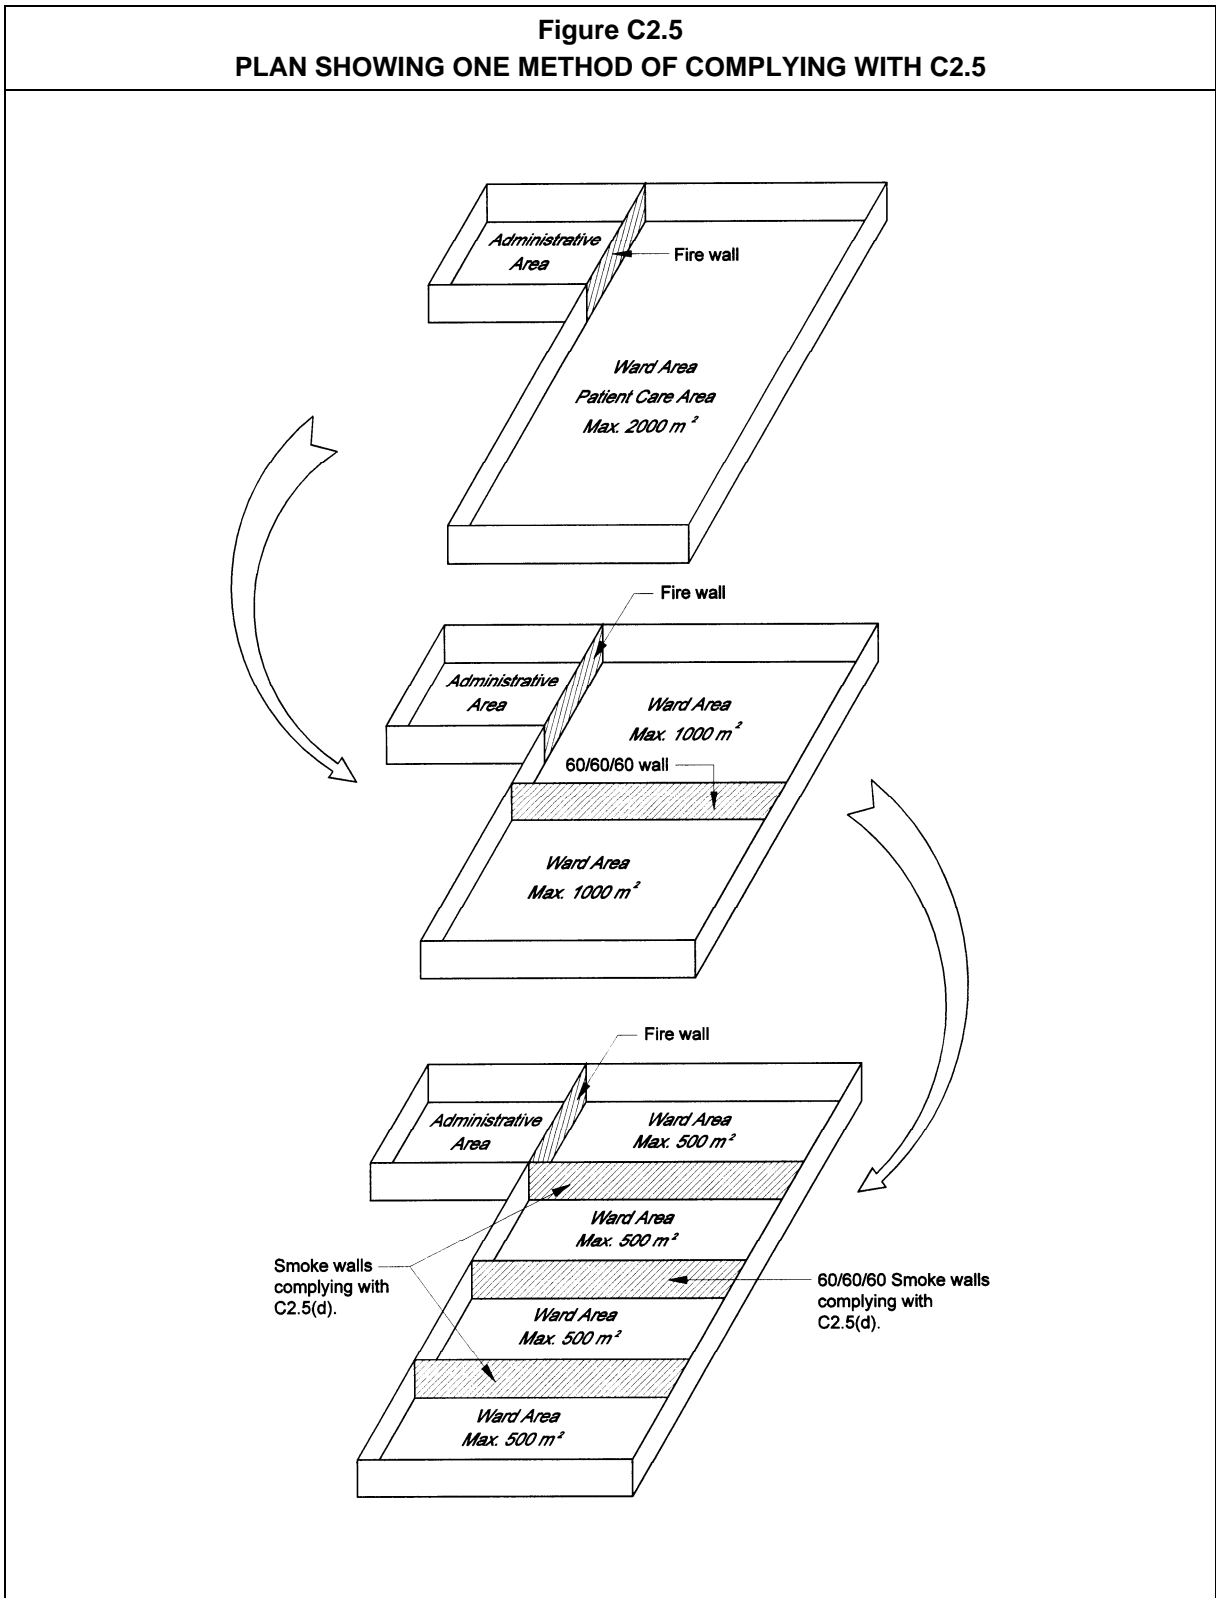 Figure C2.5
PLAN SHOWING ONE METHOD OF COMPLYING WITH C2.5
Administrative
Area
Fire wall
Ward Area
Patient Care Area
Max. 2000 m²
Fire wall
Administrative
Area
Ward Area
Max. 1000 m²
60/60/60 wall
Ward Area
Max. 1000 m²
Fire wall
Administrative
Area
Ward Area
Max. 500 m²
Ward Area
Max. 500 m²
Smoke walls
complying with
C2.5(d).
60/60/60 Smoke walls
complying with
C2.5(d).
Ward Area
Max. 500 m²
Ward Area
Max. 500 m²